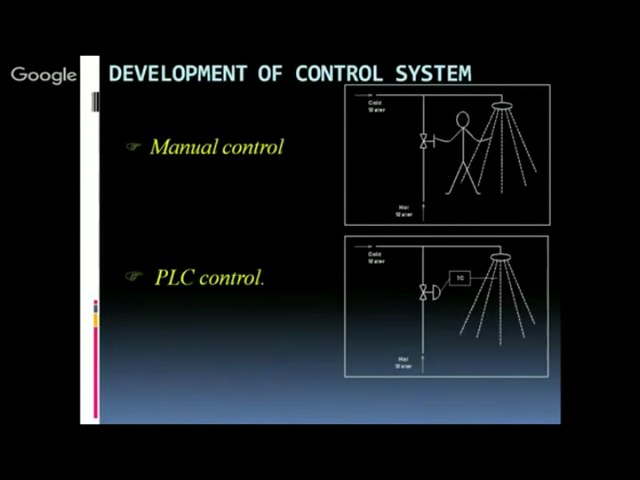 Google
DEVELOPMENT OF CONTROL SYSTEM
Cold
Water
Manual control
Hot
Water
Cold
Water
PLC control.
TC
Hot
Water